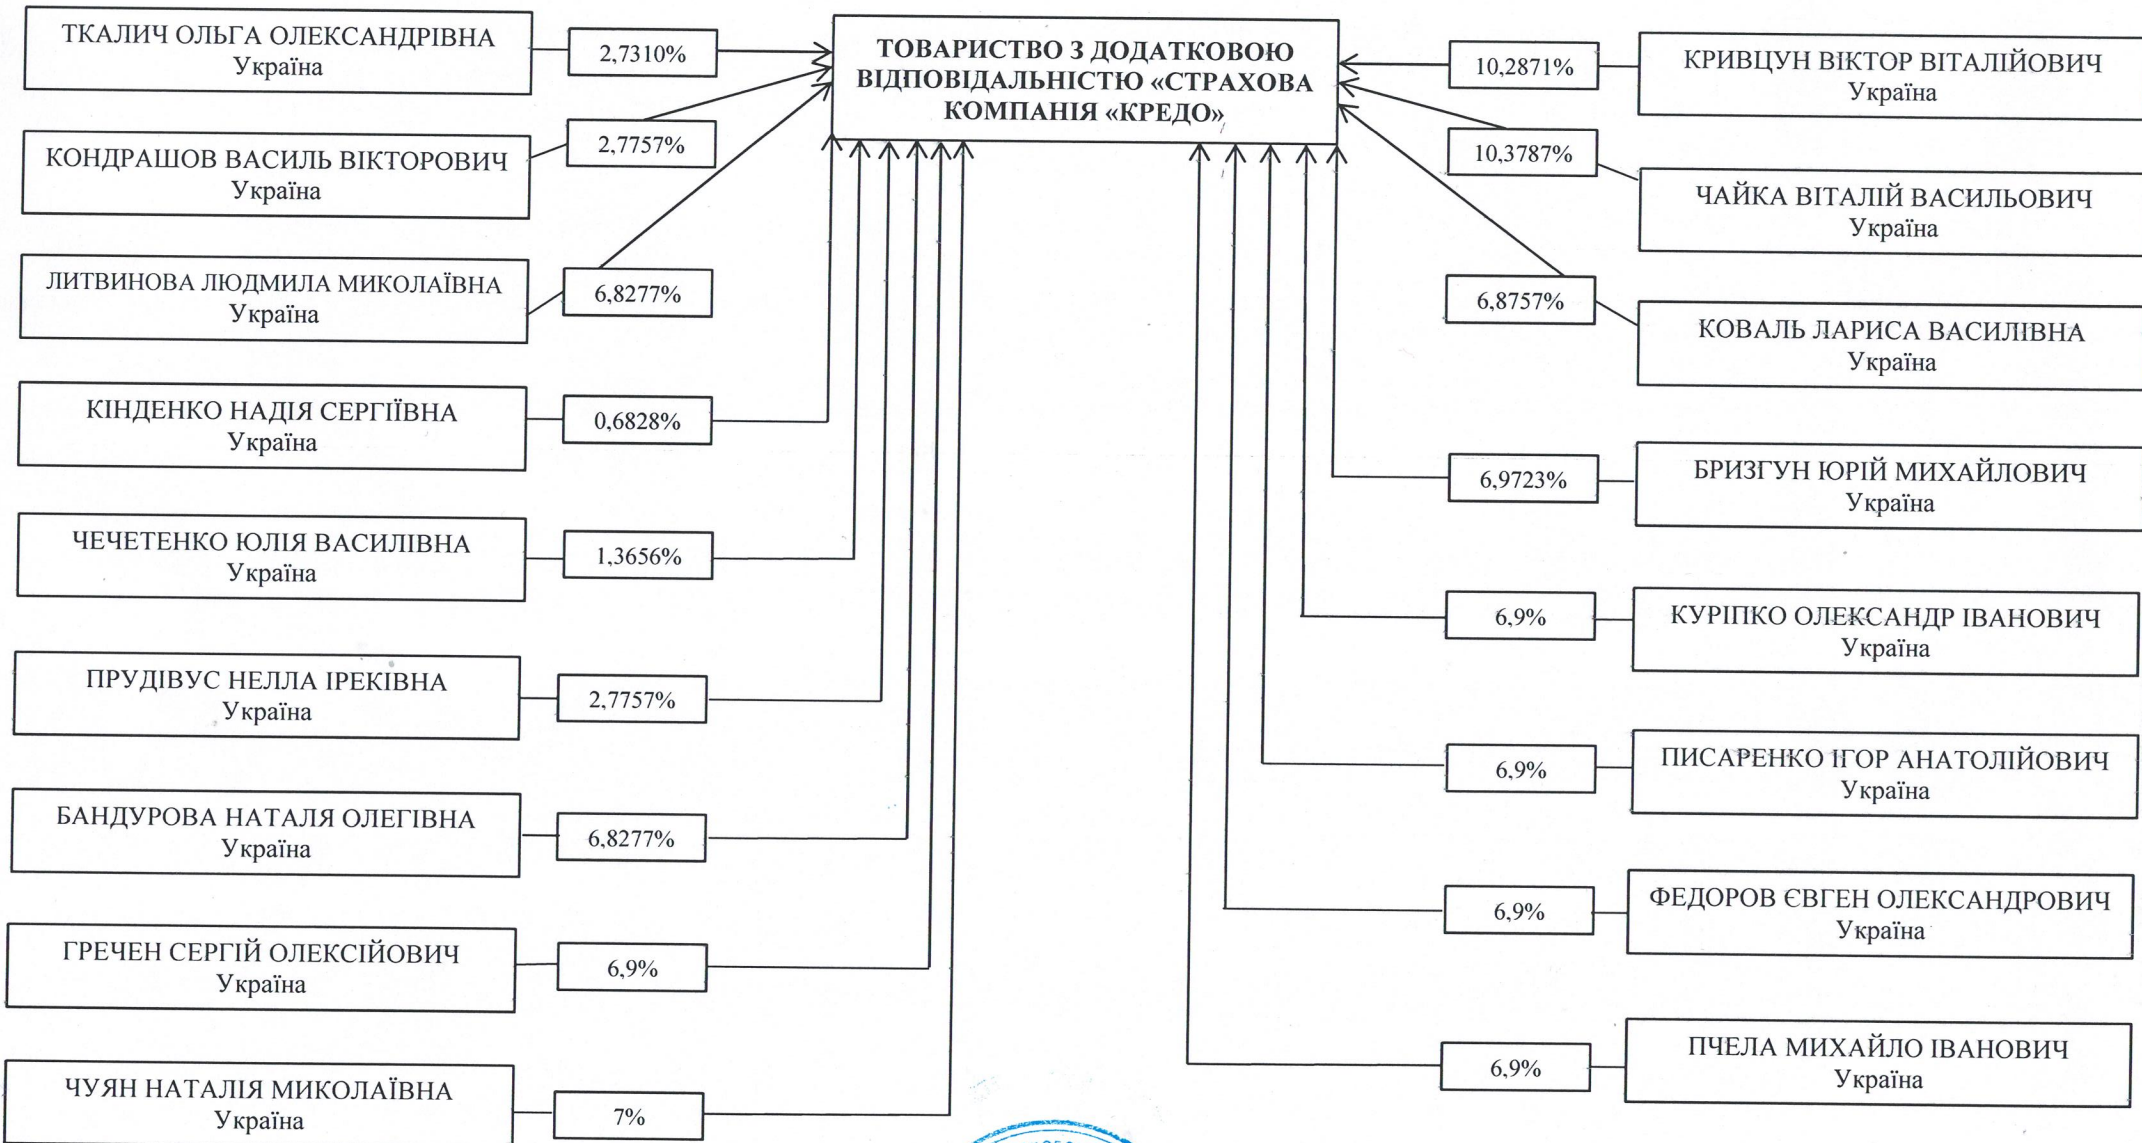 ТКАЛИЧ ОЛЬГА ОЛЕКСАНДРІВНА
Україна
2,7310%
КОНДРАШОВ ВАСИЛЬ ВІКТОРОВИЧ
Україна
2,7757%
ЛИТВИНОВА ЛЮДМИЛА МИКОЛАЇВНА
Україна
6,8277%
КІНДЕНКО НАДІЯ СЕРГІЇВНА
Україна
0,6828%
ЧЕЧЕТЕНКО ЮЛІЯ ВАСИЛІВНА
Україна
1,3656%
ПРУДІВУС НЕЛЛА ІРЕКІВНА
Україна
2,7757%
БАНДУРОВА НАТАЛЯ ОЛЕГІВНА
Україна
6,8277%
ГРЕЧЕН СЕРГІЙ ОЛЕКСІЙОВИЧ
Україна
6,9%
ЧУЯН НАТАЛІЯ МИКОЛАЇВНА
Україна
7%
ТОВАРИСТВО З ДОДАТКОВОЮ
ВІДПОВІДАЛЬНІСТЮ «СТРАХОВА
КОМПАНІЯ «КРЕДО»
10,2871%
КРИВЦУН ВІКТОР ВІТАЛІЙОВИЧ
Україна
10,3787%
ЧАЙКА ВІТАЛІЙ ВАСИЛЬОВИЧ
Україна
6,8757%
КОВАЛЬ ЛАРИСА ВАСИЛІВНА
Україна
6,9723%
БРИЗГУН ЮРІЙ МИХАЙЛОВИЧ
Україна
6,9%
КУРІПКО ОЛЕКСАНДР ІВАНОВИЧ
Україна
6,9%
ПИСАРЕНКО ІГОР АНАТОЛІЙОВИЧ
Україна
6,9%
ФЕДОРОВ ЄВГЕН ОЛЕКСАНДРОВИЧ
Україна
6,9%
ПЧЕЛА МИХАЙЛО ІВАНОВИЧ
Україна